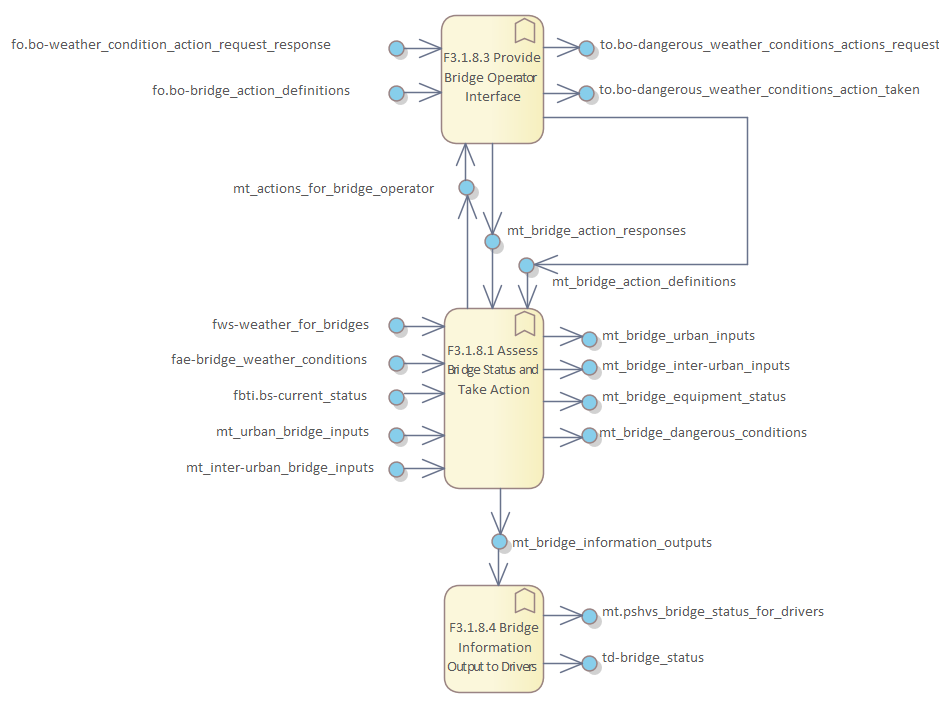 fo.bo-weather_condition_action_request_response
to.bo-dangerous_weather_conditions_actions_request
F3.1.8.3 Provide
Bridge Operator
Interface
fo.bo-bridge_action_definitions
to.bo-dangerous_weather_conditions_action_taken
mt_actions_for_bridge_operator
mt_bridge_action_responses
mt_bridge_action_definitions
fws-weather_for_bridges
fae-bridge_weather_conditions
fbti.bs-current_status
mt_urban_bridge_inputs
mt_inter-urban_bridge_inputs
F3.1.8.1 Assess
Bridge Status and
Take Action
mt_bridge_urban_inputs
mt_bridge_inter-urban_inputs
mt_bridge_equipment_status
mt_bridge_dangerous_conditions
mt_bridge_information_outputs
F3.1.8.4 Bridge
Information
Output to Drivers
mt.pshvs_bridge_status_for_drivers
td-bridge_status